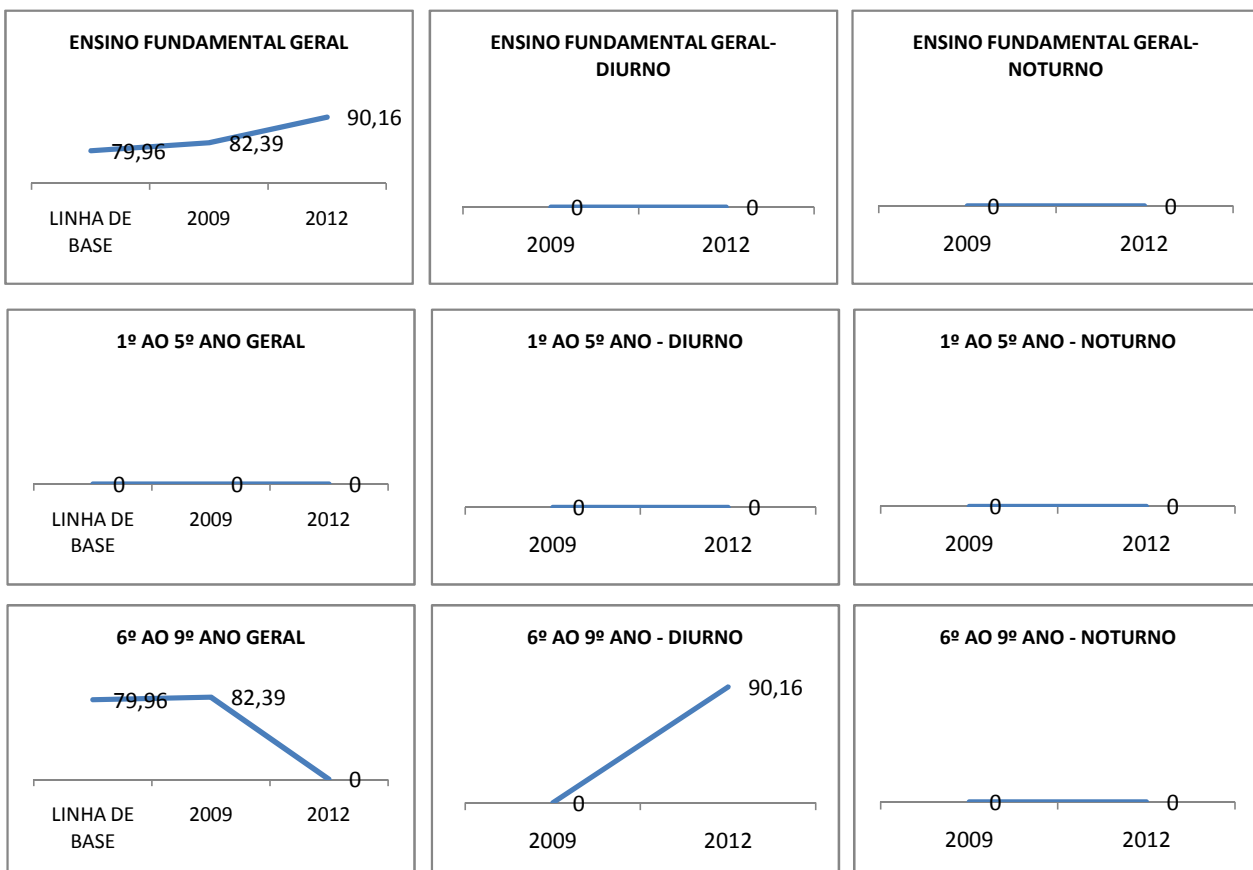 ENSINO FUNDAMENTAL GERAL
79,96
82,39
90,16
LINHA DE
BASE
2009
2012
ENSINO FUNDAMENTAL GERAL-
DIURNO
0
0
2009
2012
ENSINO FUNDAMENTAL GERAL-
NOTURNO
0
0
2009
2012
1º AO 5º ANO GERAL
0
0
0
LINHA DE
BASE
2009
2012
1º AO 5º ANO - DIURNO
0
0
2009
2012
1º AO 5º ANO - NOTURNO
0
0
2009
2012
6º AO 9º ANO GERAL
79,96
82,39
0
LINHA DE
BASE
2009
2012
6º AO 9º ANO - DIURNO
0
90,16
2009
2012
6º AO 9º ANO - NOTURNO
0
0
2009
2012